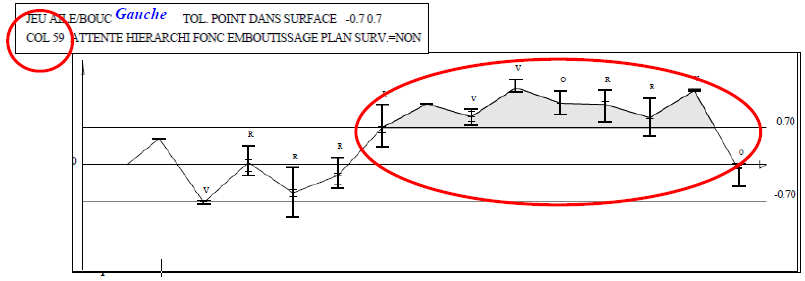 JEU AILE/BOUC Gauche TOL. POINT DANS SURFACE -0.7 0.7
COL 59 ATTENTE HIERARCHI FONC EMBOUTISSAGE PLAN SURV.=NON
V
O
R
R
V
R
R
V
0.70
R
R
O
0
V
-0.70